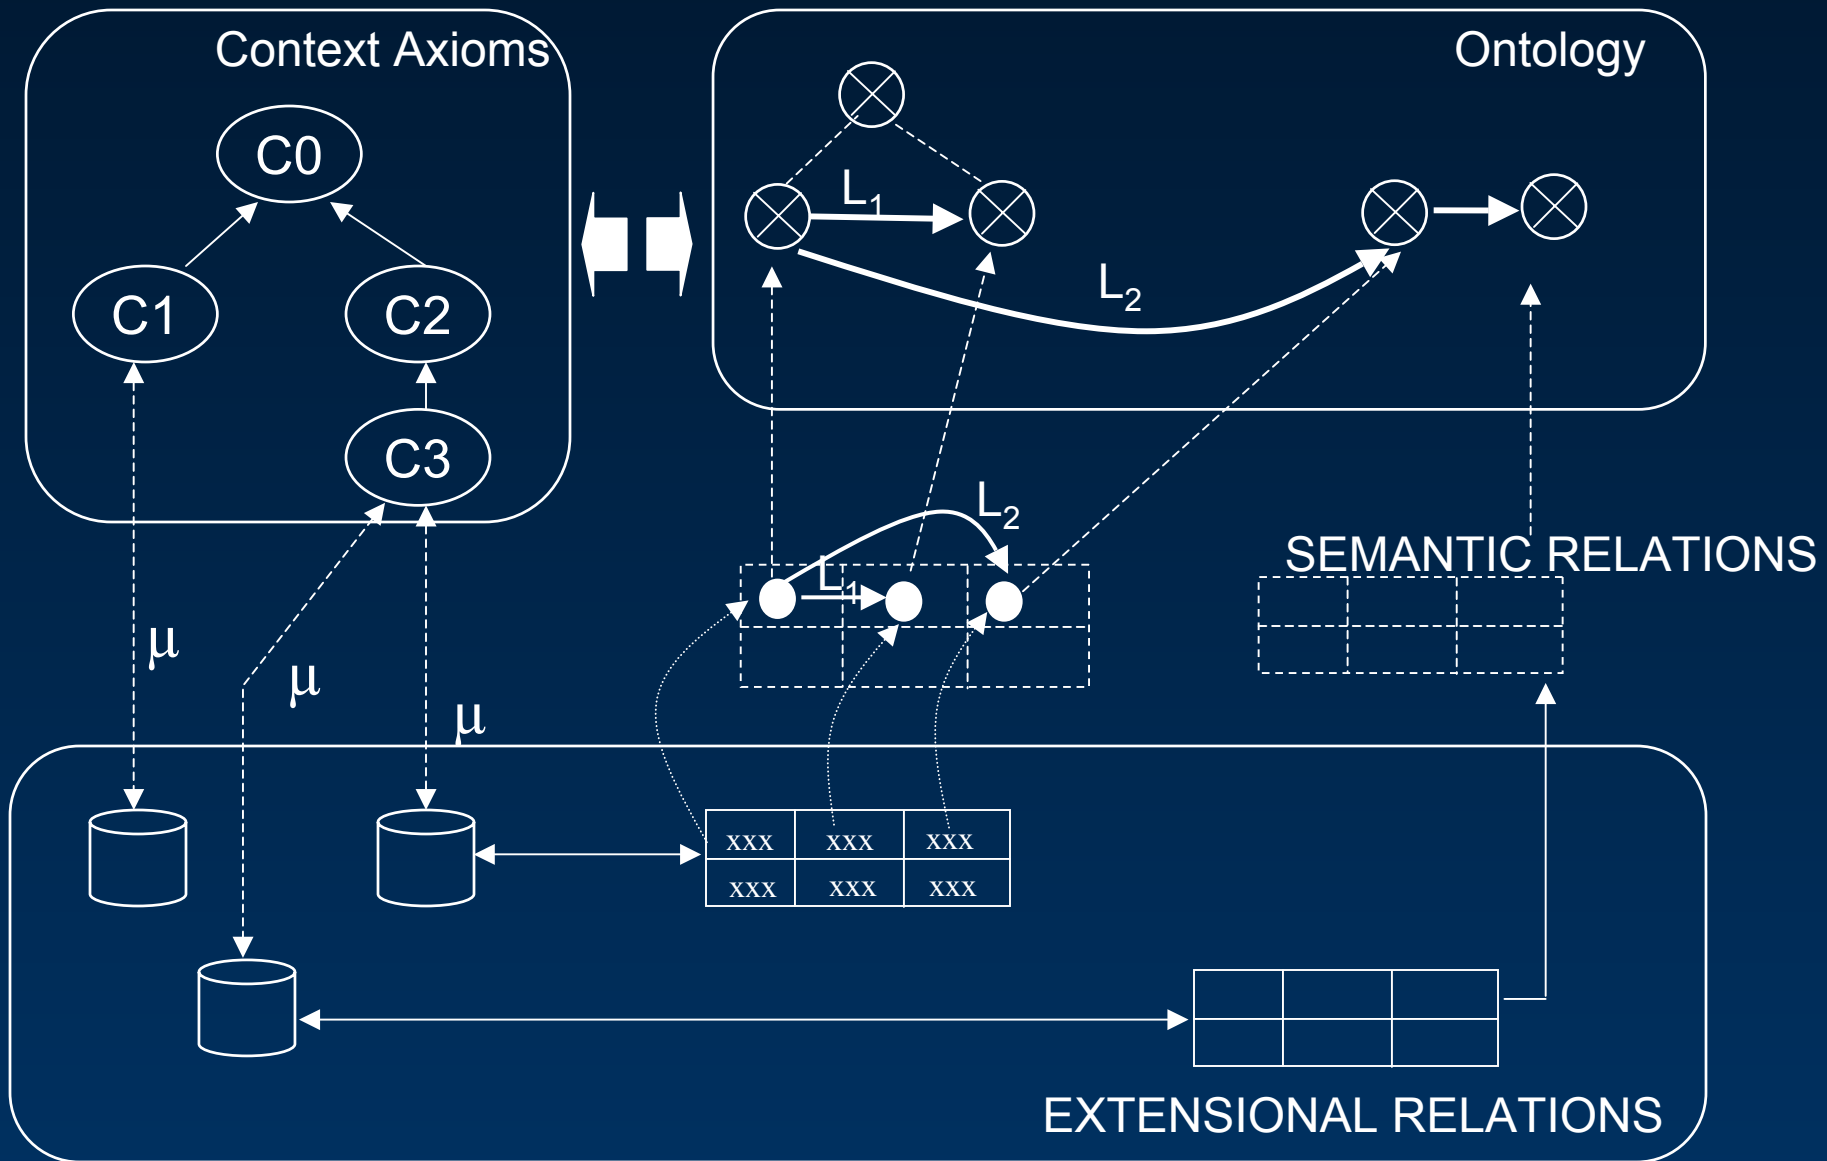 Context Axioms
Ontology
C0
L1
C1
C2
L2
C3
L2
SEMANTIC RELATIONS
L1
μ
μ
μ
xxx xxx xxx
xxx xxx xxx
EXTENSIONAL RELATIONS